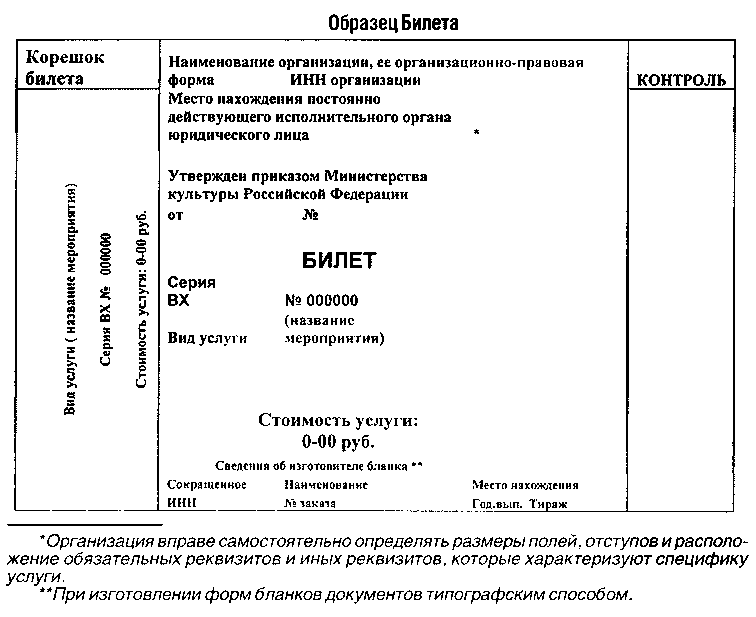 Образец Билета
Корешок
билета
Вид услуги ( название мероприятия)
Серия ВХ № 000000
Стоимость услуги: 0-00 руб.
Наименование организации, ее организационно-правовая
форма ИНН организации
Место нахождения постоянно
действующего исполнительного органа
юридического лица *
Утвержден приказом Министерства
культуры Российской Федерации
от №
БИЛЕТ
Серия
ВХ № 000000
(название
Вид услуги мероприятия)
Стоимость услуги:
0-00 руб.
Сведения об изготовителе бланка **
Сокращенное Наименование Место нахождения
ИНН № заказа Год.вып. Тираж
КОНТРОЛЬ
*Организация вправе самостоятельно определять размеры полей, отступов и располо-
жение обязательных реквизитов и иных реквизитов, которые характеризуют специфику
услуги.
**При изготовлении форм бланков документов типографским способом.